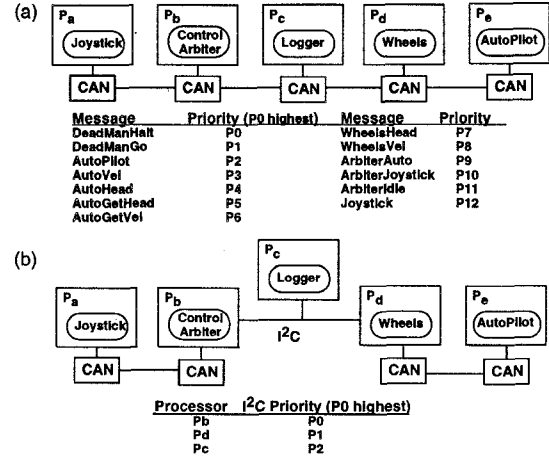 (a)
Pa Pb Pc Pd Pe
Joystick Control Arbiter Logger Wheels AutoPilot
CAN CAN CAN CAN CAN
Message Priority (P0 highest) Message Priority
DeadManHalt P0 WheelsHead P7
DeadManGo P1 WheelsVel P8
AutoPilot P2 ArbiterAuto P9
AutoVel P3 ArbiterJoystick P10
AutoHead P4 ArbiterIdle P11
AutoGetHead P5 Joystick P12
AutoGetVel P6
(b)
Pc
Logger
Pa Pb Pd Pe
Joystick Control Arbiter I²C Wheels AutoPilot
CAN CAN CAN CAN
Processor I²C Priority (P0 highest)
Pb P0
Pd P1
Pc P2